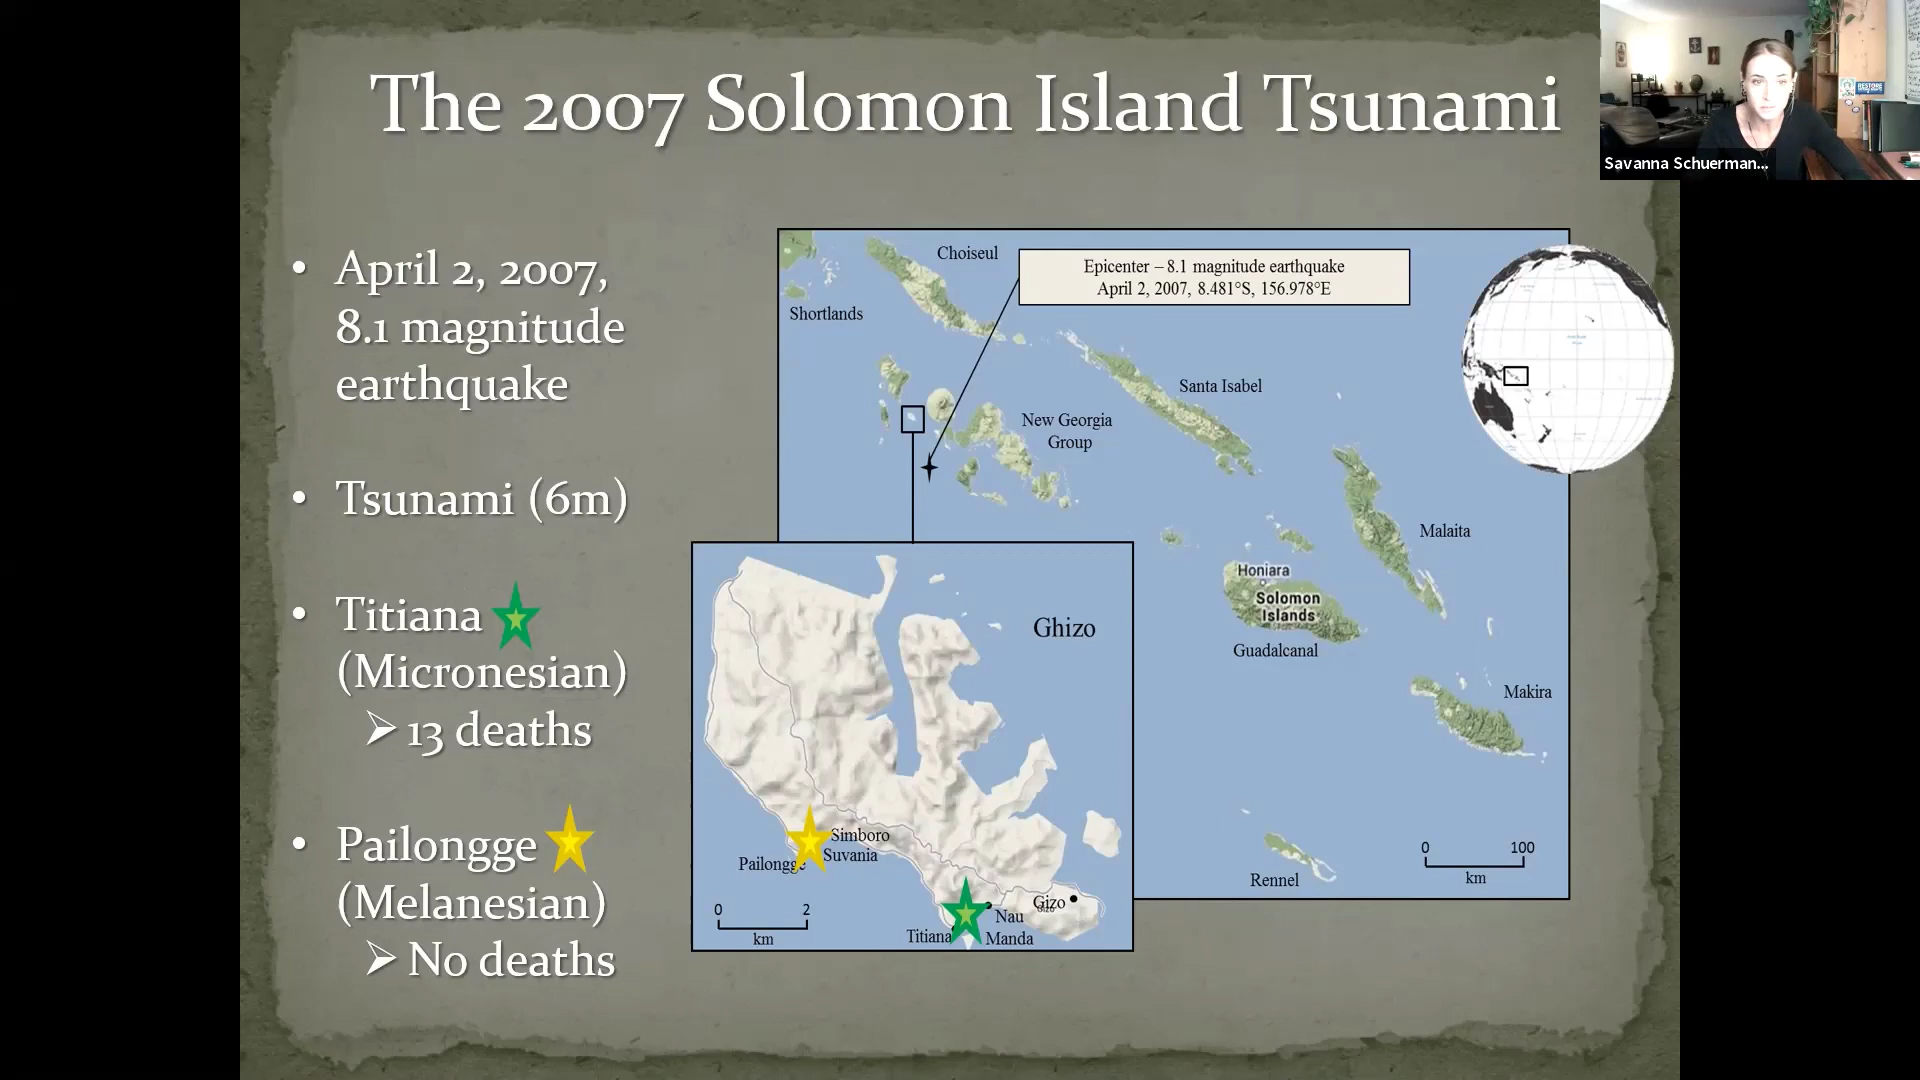 The 2007 Solomon Island Tsunami
Savanna Schuerman...
RESTORE
• April 2, 2007,
8.1 magnitude
earthquake
• Tsunami (6m)
• Titiana
(Micronesian)
➢ 13 deaths
• Pailongge
(Melanesian)
➢ No deaths
Choiseul
Epicenter – 8.1 magnitude earthquake
April 2, 2007, 8.481°S, 156.978°E
Shortlands
Santa Isabel
New Georgia
Group
Malaita
Honiara
Solomon
Islands
Guadalcanal
Makira
Rennel
0 100
km
Ghizo
Simboro
Suvania
Pailongge
Gizo
Gizo
Nau
Manda
Titiana
0 2
km